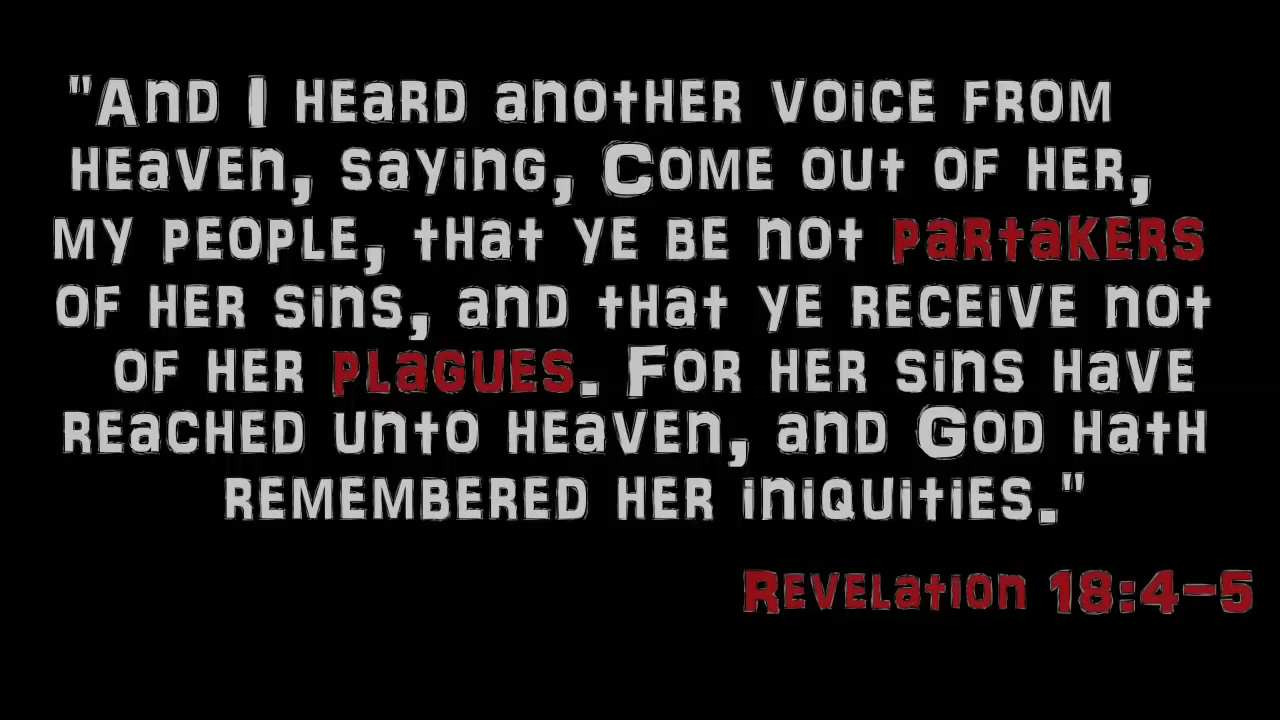 "And I heard another voice from
heaven, saying, Come out of her,
my people, that ye be not partakers
of her sins, and that ye receive not
of her plagues. For her sins have
reached unto heaven, and God hath
remembered her iniquities."
Revelation 18:4-5